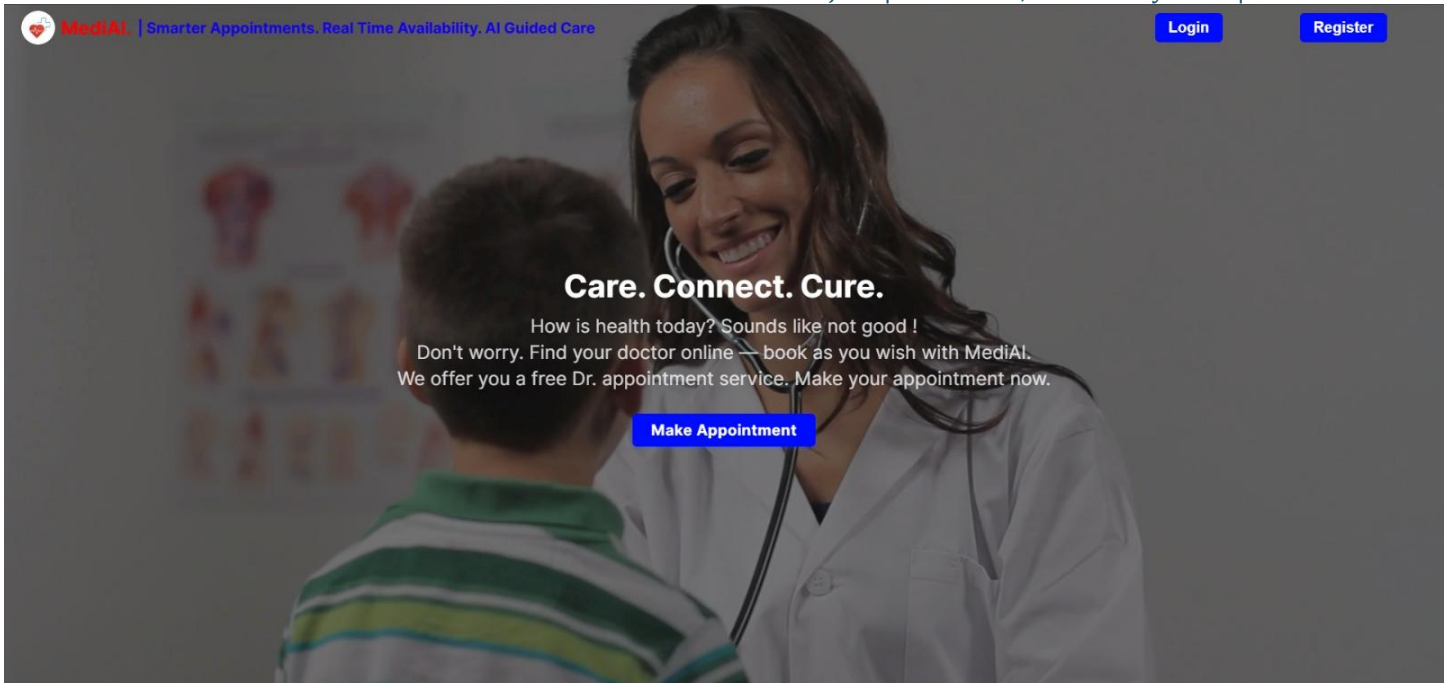 MediAI. | Smarter Appointments. Real Time Availability. AI Guided Care
Login
Register
Care. Connect. Cure.
How is health today? Sounds like not good !
Don't worry. Find your doctor online — book as you wish with MediAI.
We offer you a free Dr. appointment service. Make your appointment now.
Make Appointment